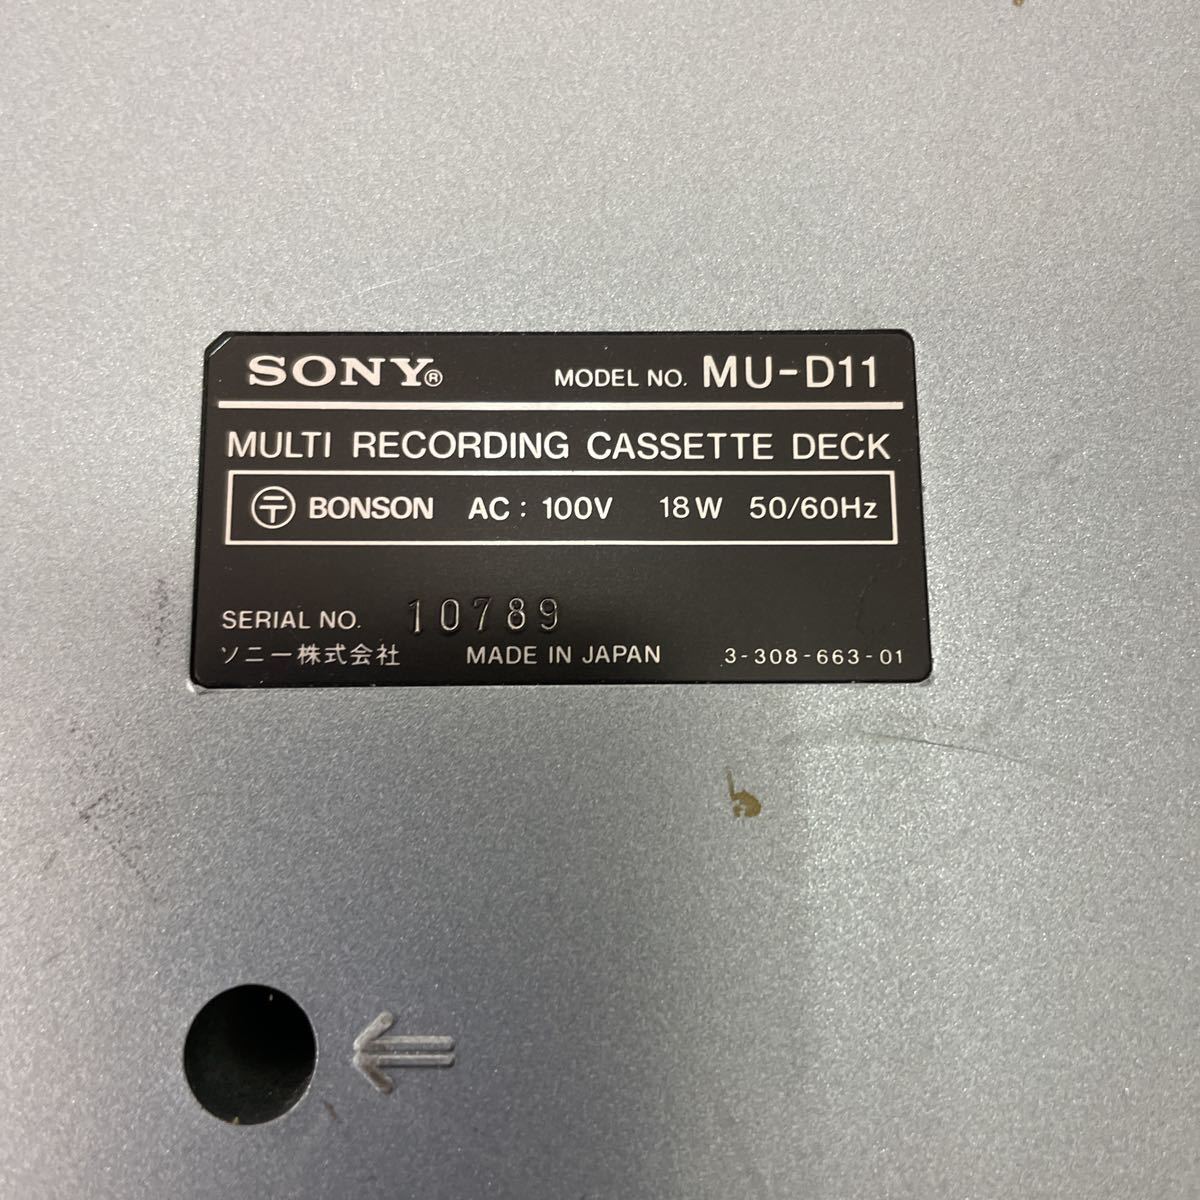 SONY® MODEL NO. MU-D11
MULTI RECORDING CASSETTE DECK
〒 BONSON AC: 100V 18W 50/60Hz
SERIAL NO. 10789
ソニー株式会社 MADE IN JAPAN 3-308-663-01